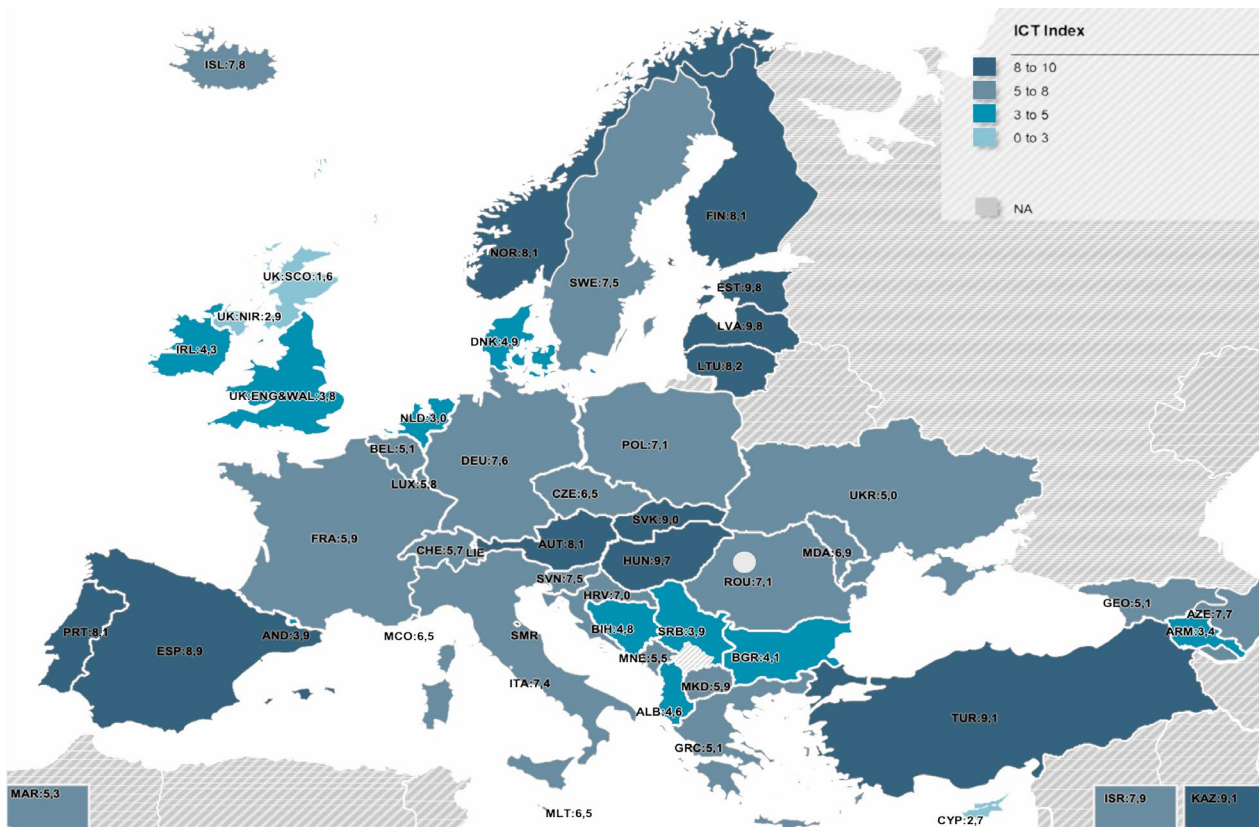 ICT Index
8 to 10
5 to 8
3 to 5
0 to 3
NA
ISL:7,8
FIN:8,1
NOR:8,1
UK:SCO:1,6
SWE:7,5
EST:9,8
UK:NIR:2,9
LVA:9,8
DNK:4,9
IRL:4,3
LTU:8,2
UK:ENG&WAL:3,8
NLD:3,0
BEL:5,1
POL:7,1
DEU:7,6
LUX:5,8
CZE:6,5
UKR:5,0
SVK:9,0
FRA:5,9
AUT:8,1
CHE:5,7
LIE
MDA:6,9
HUN:9,7
SVN:7,5
ROU:7,1
HRV:7,0
GEO:5,1
AZE:7,7
PRT:8,1
AND:3,9
MCO:6,5
SMR
BIH:4,8
SRB:3,9
ARM:3,4
ESP:8,9
MNE:5,5
BGR:4,1
ITA:7,4
MKD:5,9
ALB:4,6
TUR:9,1
GRC:5,1
MAR:5,3
ISR:7,9
KAZ:9,1
MLT:6,5
CYP:2,7